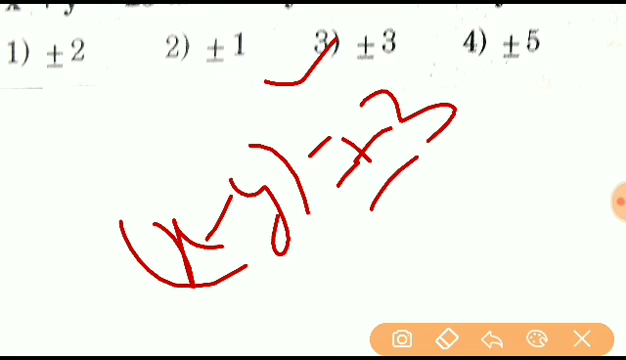 1) ±2 2) ±1 3) ±3 4) ±5
(x-y) = ±3